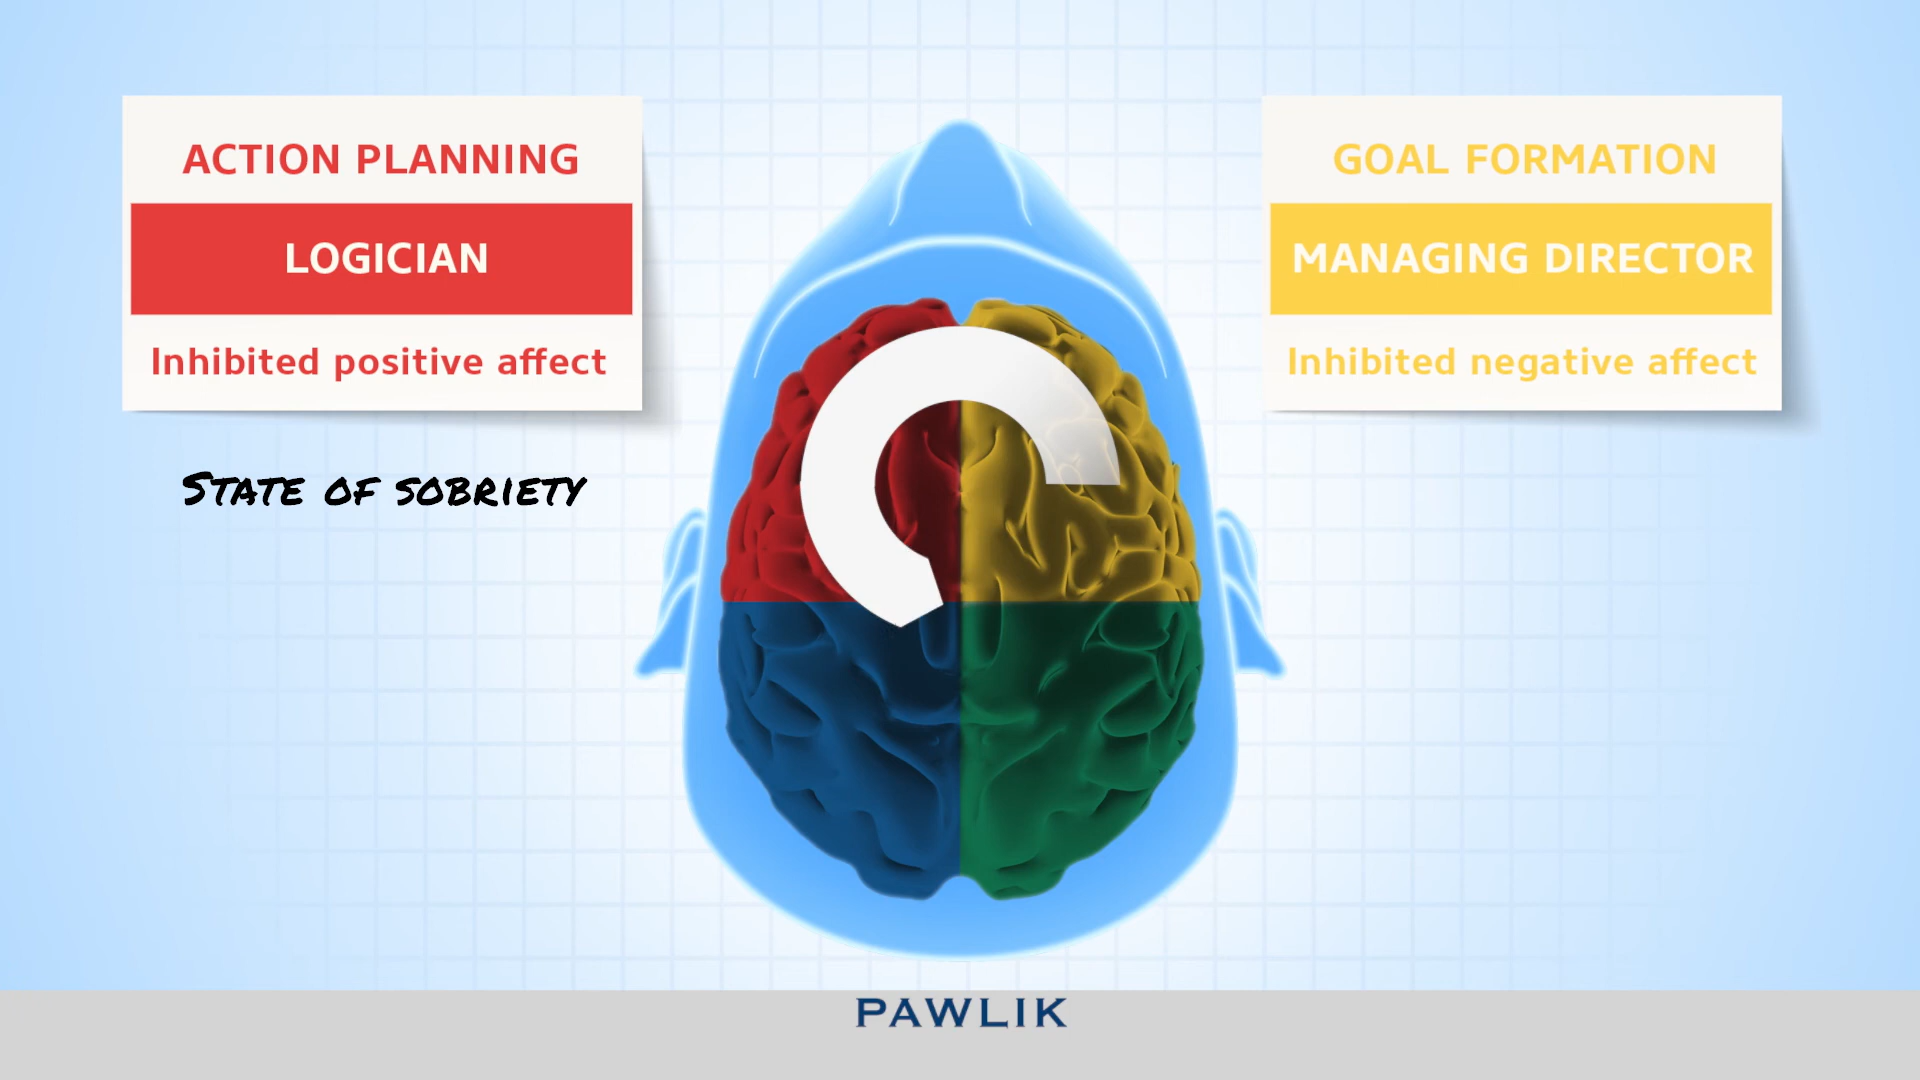 ACTION PLANNING
LOGICIAN
Inhibited positive affect
State of sobriety
GOAL FORMATION
MANAGING DIRECTOR
Inhibited negative affect
PAWLIK